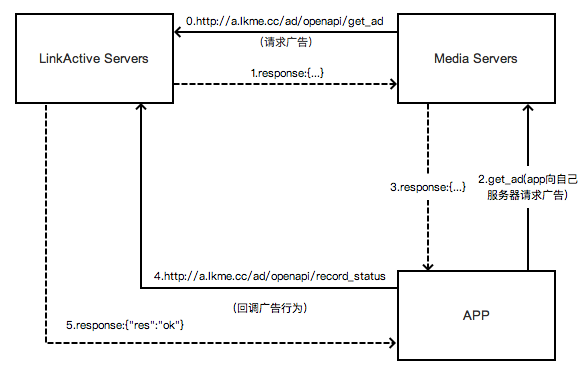 0.http://a.lkme.cc/ad/openapi/get_ad
(请求广告)
LinkActive Servers
Media Servers
1.response:{...}
2.get_ad(app向自己
服务器请求广告)
3.response:{...}
4.http://a.lkme.cc/ad/openapi/record_status
(回调广告行为)
APP
5.response:{"res":"ok"}